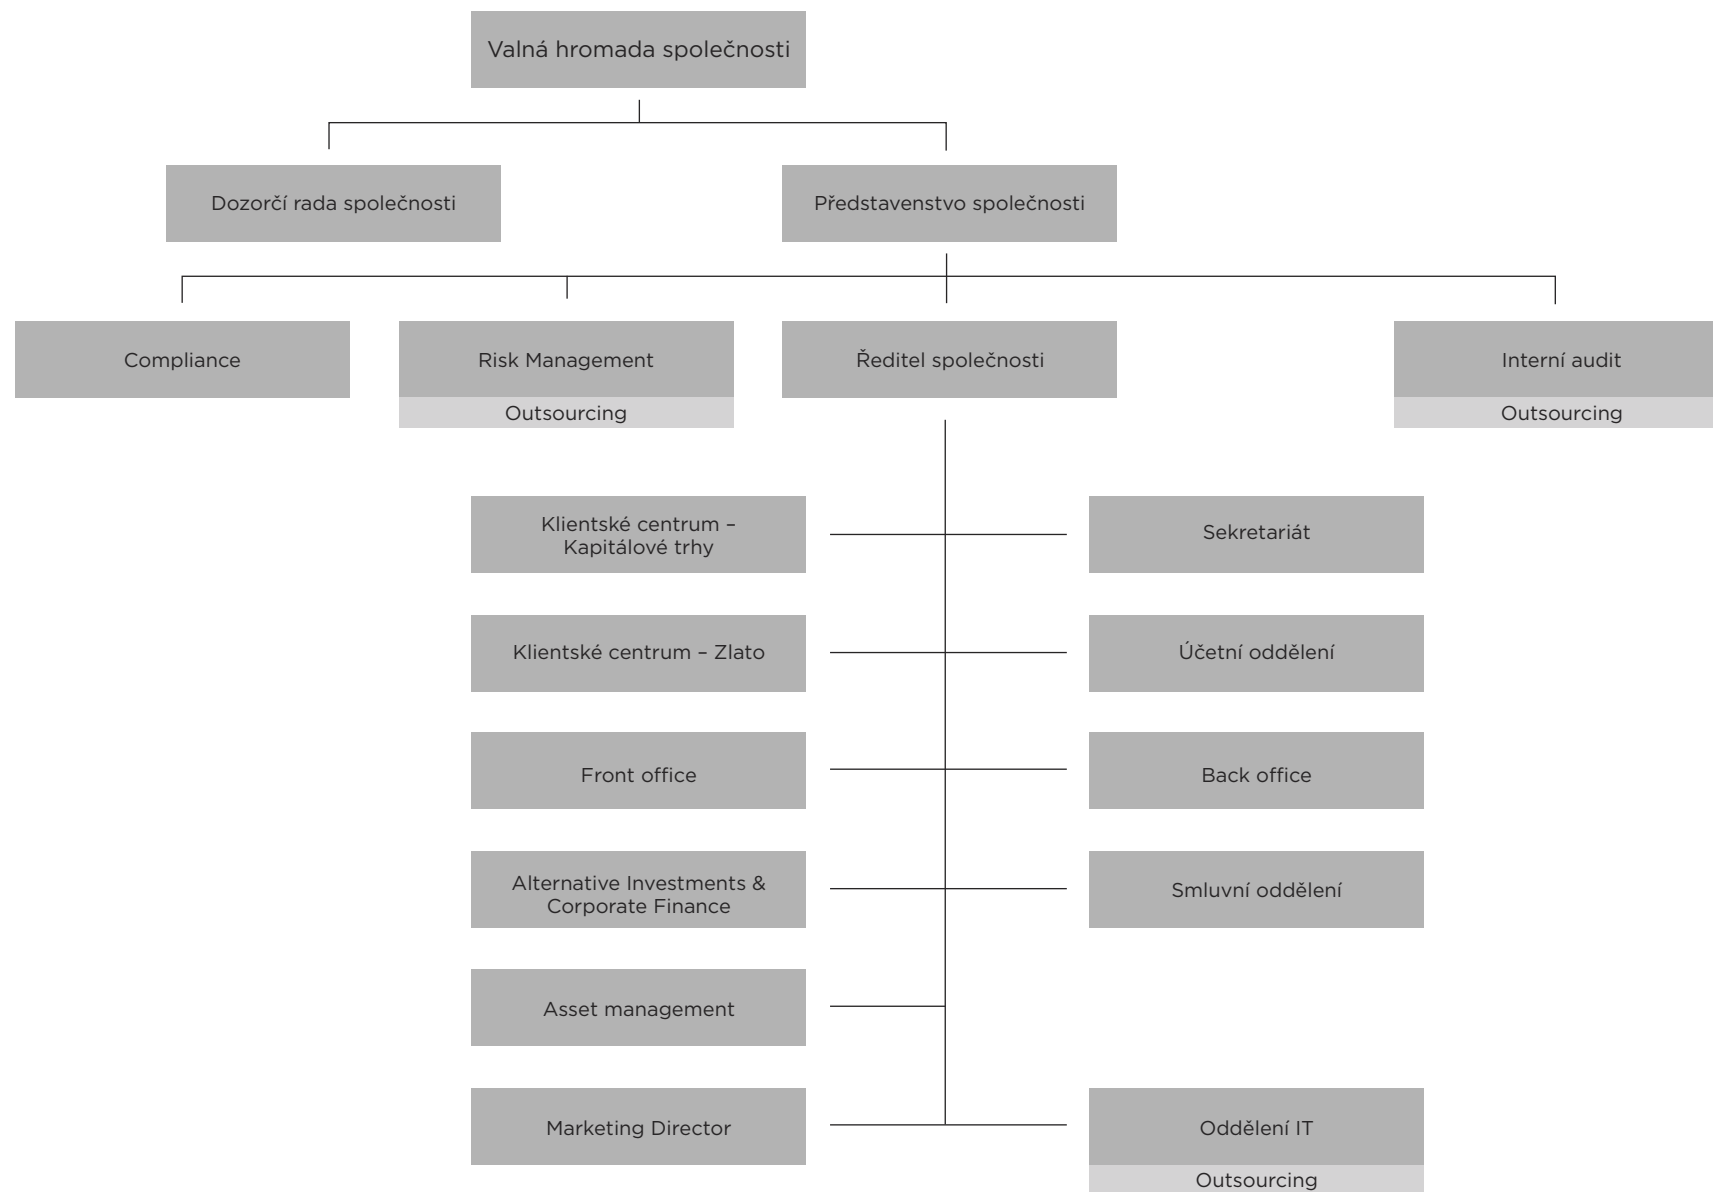 Valná hromada společnosti
Dozorčí rada společnosti
Představenstvo společnosti
Compliance
Risk Management
Outsourcing
Ředitel společnosti
Interní audit
Outsourcing
Klientské centrum –
Kapitálové trhy
Sekretariát
Klientské centrum – Zlato
Účetní oddělení
Front office
Back office
Alternative Investments &
Corporate Finance
Smluvní oddělení
Asset management
Marketing Director
Oddělení IT
Outsourcing